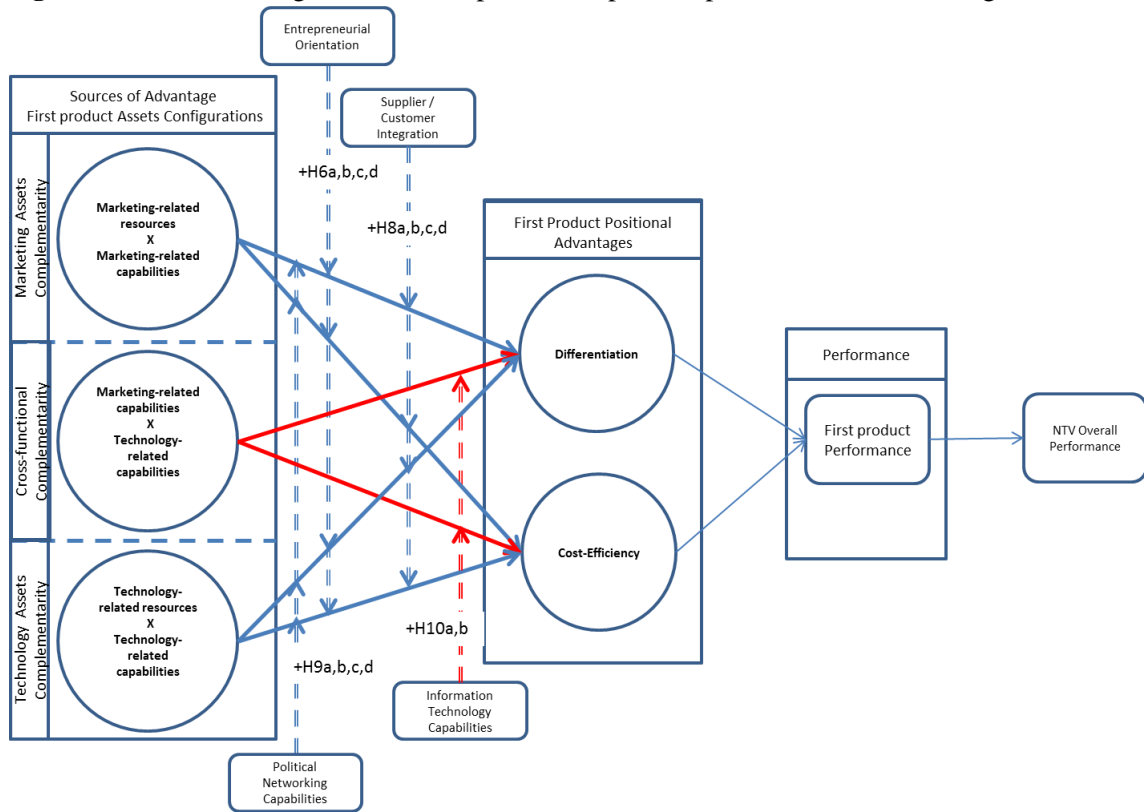 Entrepreneurial
Orientation
Sources of Advantage
First product Assets Configurations
Supplier /
Customer
Integration
+H6a,b,c,d
+H8a,b,c,d
Marketing Assets
Complementarity
Marketing-related
resources
X
Marketing-related
capabilities
First Product Positional
Advantages
Differentiation
Cross-functional
Complementarity
Marketing-related
capabilities
X
Technology-
related
capabilities
Performance
First product
Performance
NTV Overall
Performance
Cost-Efficiency
Technology Assets
Complementarity
Technology-
related resources
X
Technology-
related
capabilities
+H10a,b
+H9a,b,c,d
Information
Technology
Capabilities
Political
Networking
Capabilities